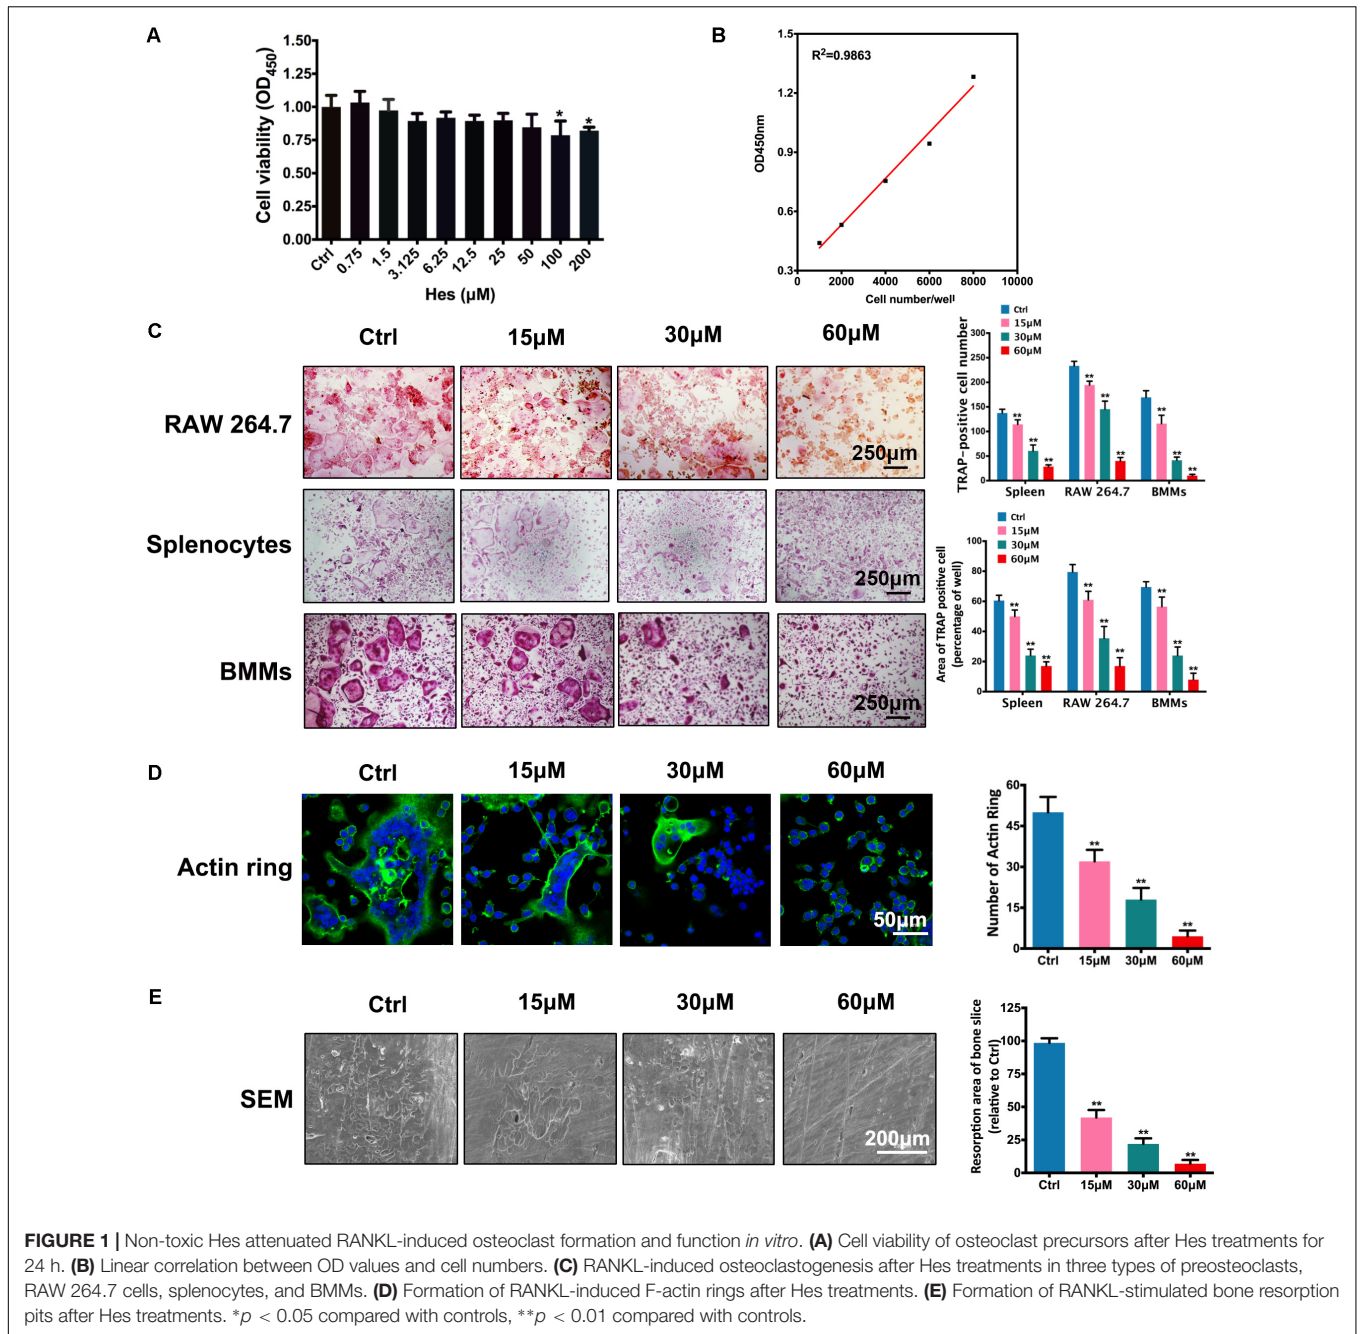 A
Cell viability (OD450)
1.50
1.25
1.00
0.75
0.50
0.25
0.00
* *
Ctrl 0.75 1.5 3.125 6.25 12.5 25 50 100 200
Hes (µM)
B
OD450nm
1.5
1.2
0.9
0.6
0.3
R2=0.9863
0 2000 4000 6000 8000 10000
Cell number/well
C
Ctrl 15µM 30µM 60µM
RAW 264.7
250µm
Splenocytes
250µm
BMMs
250µm
Ctrl
15µM
30µM
60µM
TRAP-positive cell number
300
250
200
150
100
50
0
** ** ** ** ** ** ** ** **
Spleen RAW 264.7 BMMs
Ctrl
15µM
30µM
60µM
Area of TRAP positive cell
(percentage of well)
100
80
60
40
20
0
** ** ** ** ** ** ** ** **
Spleen RAW 264.7 BMMs
D
Ctrl 15µM 30µM 60µM
Actin ring
50µm
Number of Actin Ring
60
45
30
15
0
** ** **
Ctrl 15µM 30µM 60µM
E
Ctrl 15µM 30µM 60µM
SEM
200µm
Resorption area of bone slice
(relative to Ctrl)
125
100
75
50
25
0
** ** **
Ctrl 15µM 30µM 60µM
FIGURE 1 | Non-toxic Hes attenuated RANKL-induced osteoclast formation and function in vitro. (A) Cell viability of osteoclast precursors after Hes treatments for
24 h. (B) Linear correlation between OD values and cell numbers. (C) RANKL-induced osteoclastogenesis after Hes treatments in three types of preosteoclasts,
RAW 264.7 cells, splenocytes, and BMMs. (D) Formation of RANKL-induced F-actin rings after Hes treatments. (E) Formation of RANKL-stimulated bone resorption
pits after Hes treatments. *p < 0.05 compared with controls, **p < 0.01 compared with controls.